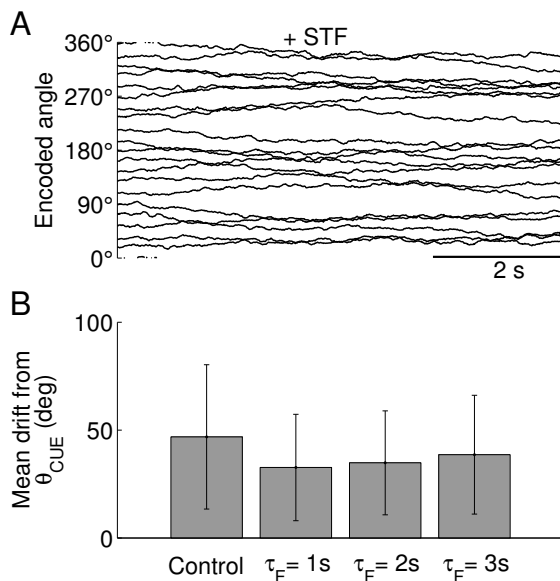 A
+ STF
360°
270°
180°
90°
0°
Encoded angle
2 s
B
Mean drift from
θCUE (deg)
100
50
0
Control
τF= 1s
τF= 2s
τF= 3s